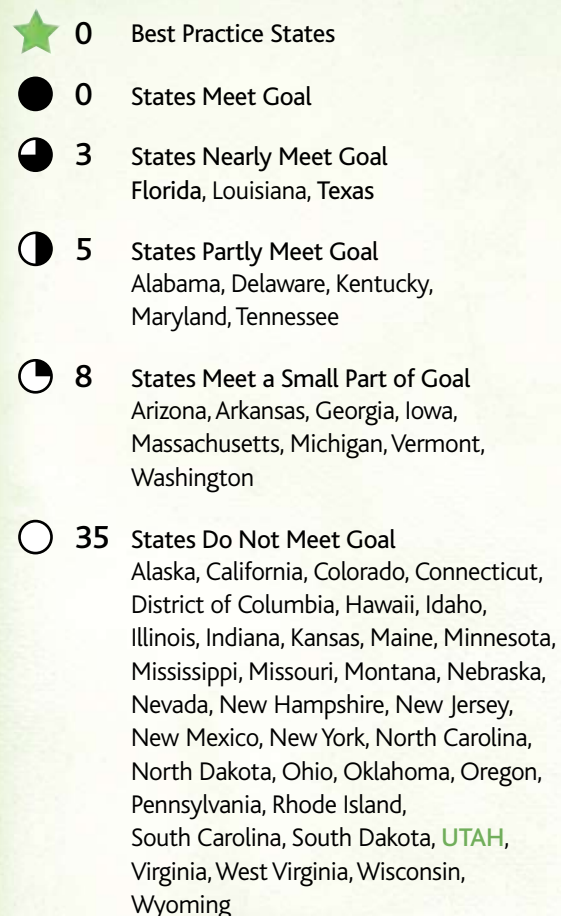 0 Best Practice States
0 States Meet Goal
3 States Nearly Meet Goal
Florida, Louisiana, Texas
5 States Partly Meet Goal
Alabama, Delaware, Kentucky,
Maryland, Tennessee
8 States Meet a Small Part of Goal
Arizona, Arkansas, Georgia, Iowa,
Massachusetts, Michigan, Vermont,
Washington
35 States Do Not Meet Goal
Alaska, California, Colorado, Connecticut,
District of Columbia, Hawaii, Idaho,
Illinois, Indiana, Kansas, Maine, Minnesota,
Mississippi, Missouri, Montana, Nebraska,
Nevada, New Hampshire, New Jersey,
New Mexico, New York, North Carolina,
North Dakota, Ohio, Oklahoma, Oregon,
Pennsylvania, Rhode Island,
South Carolina, South Dakota, UTAH,
Virginia, West Virginia, Wisconsin,
Wyoming